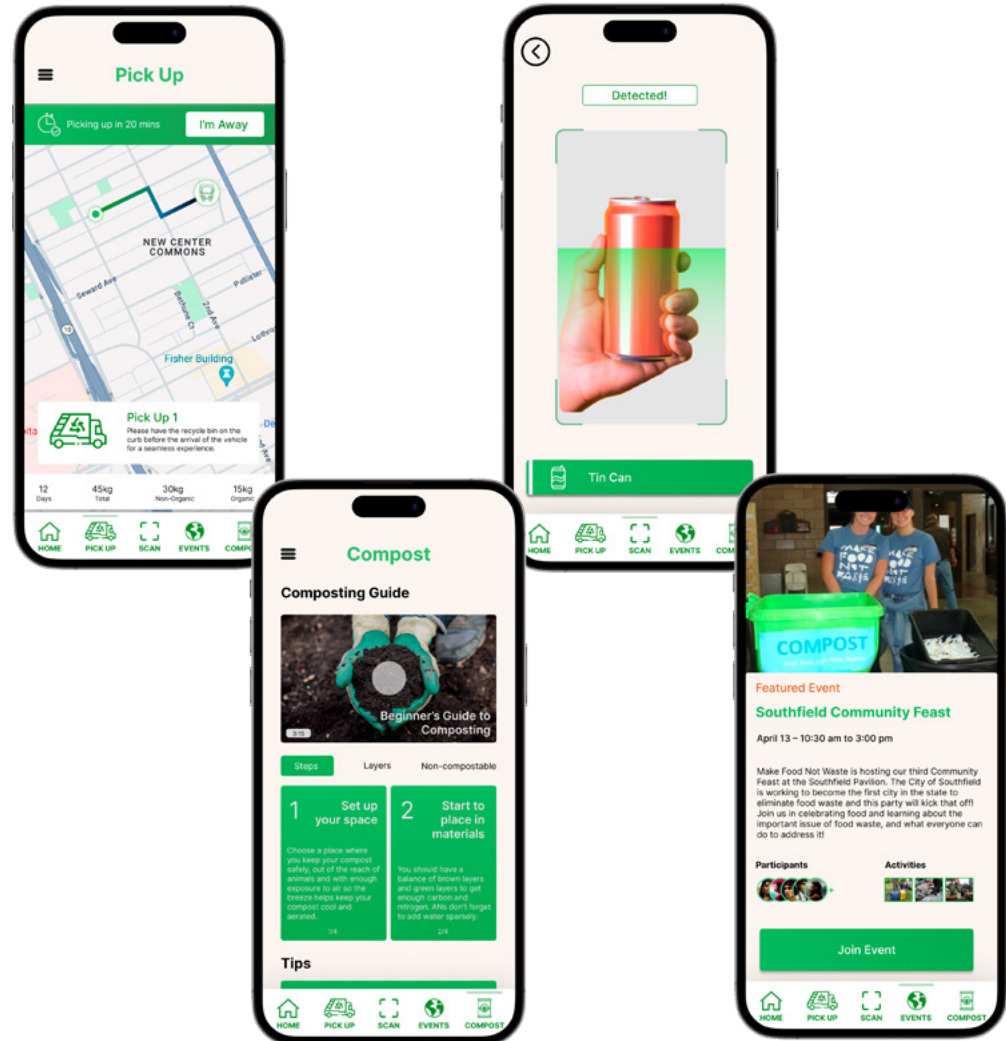 Pick Up
Picking up in 20 mins
I'm Away
NEW CENTER
COMMONS
Seward Ave
Bethune Ct
2nd Ave
Pallister
10
Fisher Building
Pick Up 1
Please have the recycle bin on the
curb before the arrival of the vehicle
for a seamless experience.
12
Days
45kg
Total
30kg
Non-Organic
15kg
Organic
HOME
PICK UP
SCAN
EVENTS
Detected!
Tin Can
HOME
PICK UP
SCAN
EVENTS
Compost
Composting Guide
Beginner's Guide to
Composting
Steps
Layers
Non-compostable
1
Set up
your space
Choose a place where
you keep your compost
safely, out of the reach of
animals and with enough
exposure to air so the
breeze helps keep your
compost cool and
aerated.
1/4
2
Start to
place in
materials
You should have a
balance of brown layers
and green layers to get
enough carbon and
nitrogen. ANs don't forget
to add water sparsely.
2/4
Tips
HOME
PICK UP
SCAN
EVENTS
COMPOST
MAKE
FOOD
NOT
WASTE
COMPOST
Featured Event
Southfield Community Feast
April 13 – 10:30 am to 3:00 pm
Make Food Not Waste is hosting our third Community
Feast at the Southfield Pavilion. The City of Southfield
is working to become the first city in the state to
eliminate food waste and this party will kick that off!
Join us in celebrating food and learning about the
important issue of food waste, and what everyone can
do to address it!
Participants
Activities
Join Event
HOME
PICK UP
SCAN
EVENTS
COMPOST